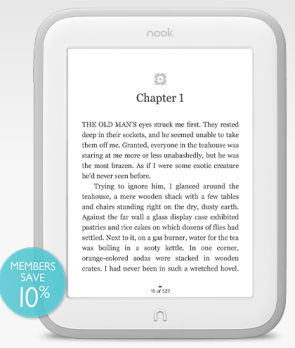 nook
Chapter 1
THE OLD MAN'S eyes struck me first. They rested
deep in their sockets, and he seemed unable to take
them off me. Granted, everyone in the teahouse was
staring at me more or less unabashedly, but he was
the most brazen. As if I were some exotic creature
he'd never seen before.
Trying to ignore him, I glanced around the
teahouse, a mere wooden shack with a few tables
and chairs standing right on the dry, dusty earth.
Against the far wall a glass display case exhibited
pastries and rice cakes on which dozens of flies had
settled. Next to it, on a gas burner, water for the tea
was boiling in a sooty kettle. In one corner,
orange-colored sodas were stacked in wooden
crates. I had never been in such a wretched hovel.
15 of 527
MEMBERS
SAVE
10%